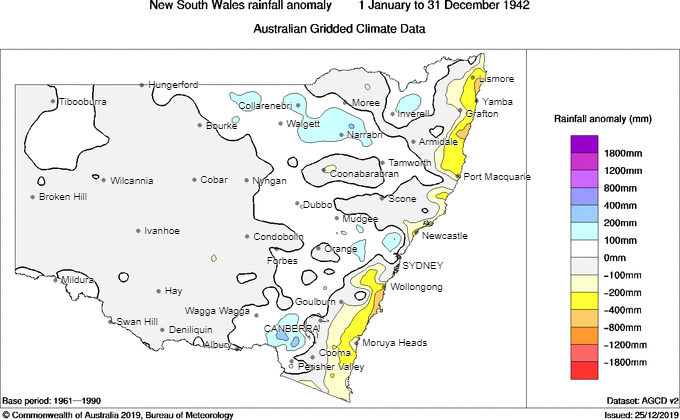 New South Wales rainfall anomaly 1 January to 31 December 1942
Australian Gridded Climate Data
Hungerford
Lismore
Tibooburra
Collarenebri
Moree
Yamba
Inverell
Grafton
Bourke
Walgett
Narrabri
Armidale
Tamworth
Coonabarabran
Wilcannia
Cobar
Nyngan
Port Macquarie
Broken Hill
Dubbo
Scone
Mudgee
Ivanhoe
Condobolin
Newcastle
Orange
Forbes
SYDNEY
Mildura
Wollongong
Hay
Goulburn
Wagga Wagga
Swan Hill
Deniliquin
CANBERRA
Albury
Moruya Heads
Cooma
Perisher Valley
Rainfall anomaly (mm)
1800mm
1200mm
800mm
400mm
200mm
100mm
0mm
-100mm
-200mm
-400mm
-800mm
-1200mm
-1800mm
Base period: 1961-1990
Dataset: AGCD v2
© Commonwealth of Australia 2019, Bureau of Meteorology
Issued: 25/12/2019